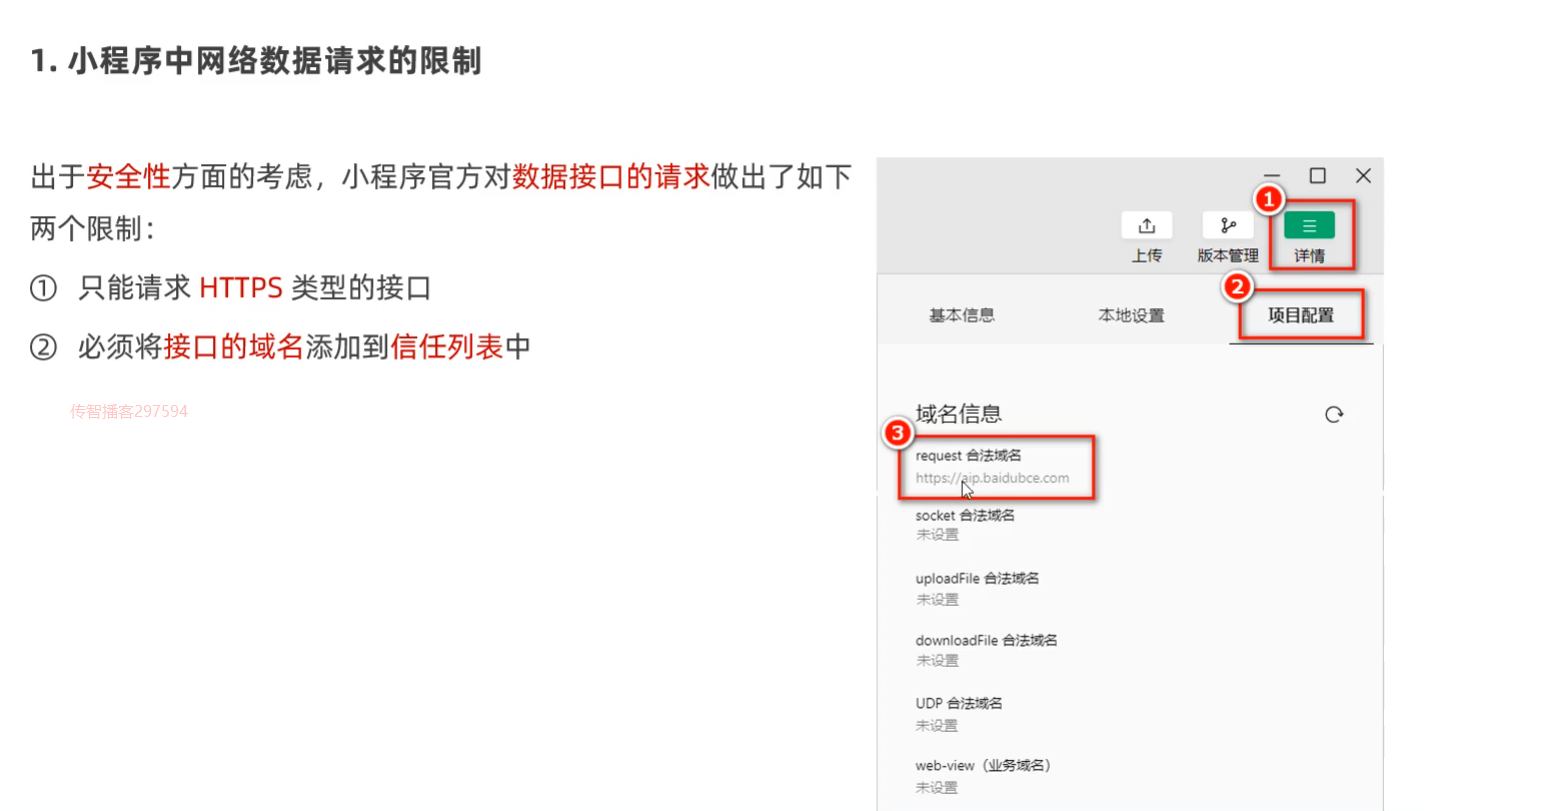 1. 小程序中网络数据请求的限制
出于安全性方面的考虑，小程序官方对数据接口的请求做出了如下
两个限制：
① 只能请求 HTTPS 类型的接口
② 必须将接口的域名添加到信任列表中
传智播客297594
1
上传
版本管理
详情
2
基本信息
本地设置
项目配置
域名信息
3
request 合法域名
https://aip.baidubce.com
socket 合法域名
未设置
uploadFile 合法域名
未设置
downloadFile 合法域名
未设置
UDP 合法域名
未设置
web-view（业务域名）
未设置